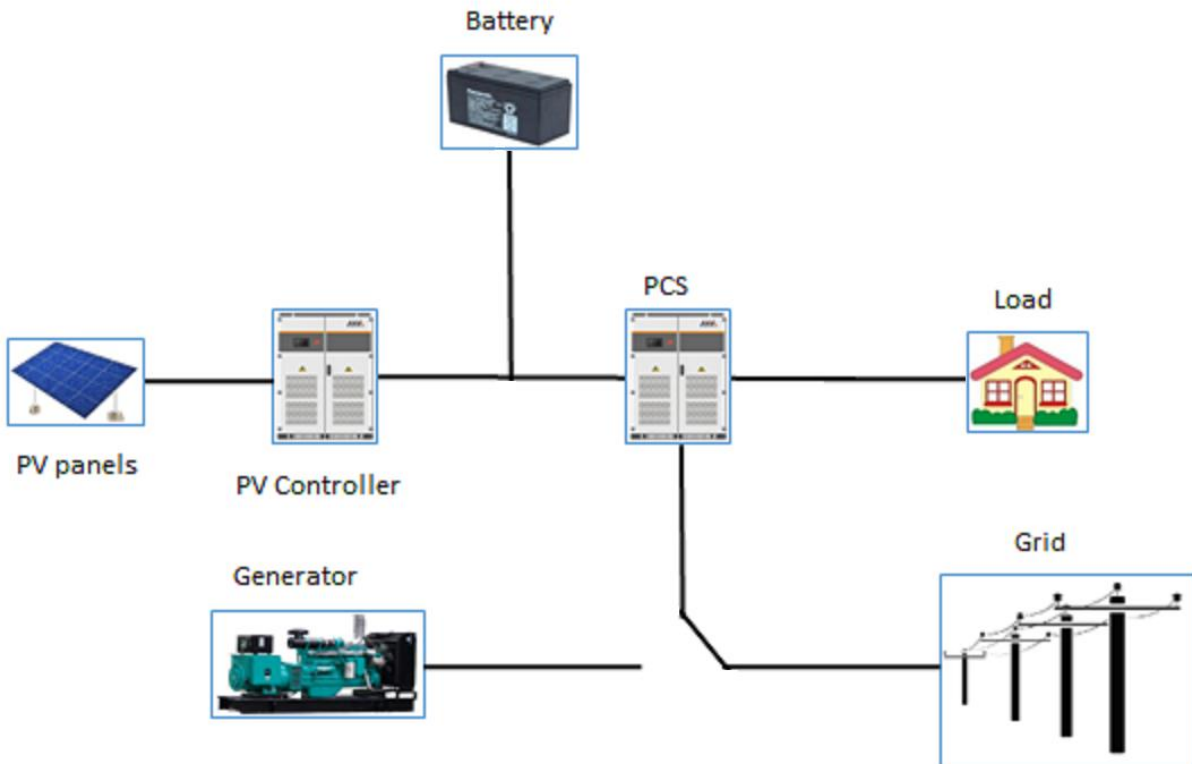 Battery
PCS
Load
PV panels
PV Controller
Grid
Generator